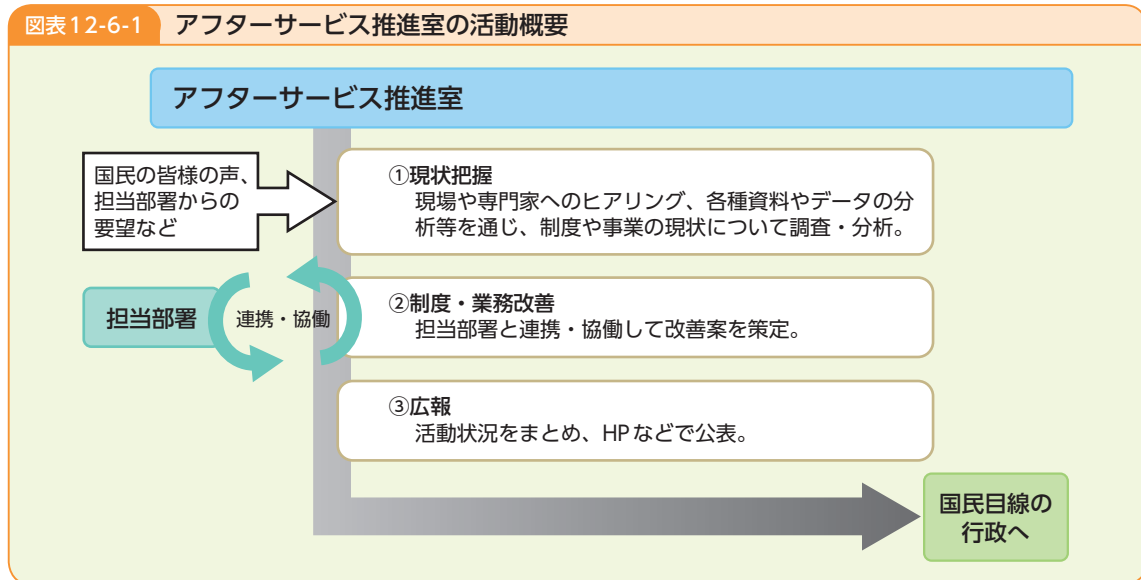 図表12-6-1 アフターサービス推進室の活動概要
アフターサービス推進室
国民の皆様の声、
担当部署からの
要望など
①現状把握
現場や専門家へのヒアリング、各種資料やデータの分
析等を通じ、制度や事業の現状について調査・分析。
担当部署
連携・協働
②制度・業務改善
担当部署と連携・協働して改善案を策定。
③広報
活動状況をまとめ、HPなどで公表。
国民目線の
行政へ